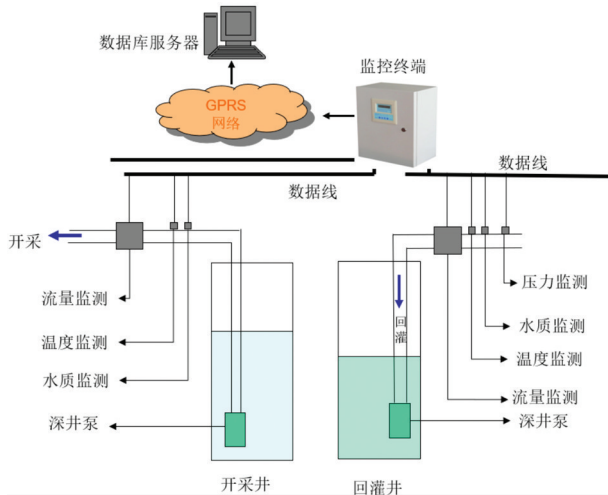 数据库服务器
监控终端
GPRS
网络
数据线
数据线
开采
流量监测
温度监测
水质监测
深井泵
开采井
回灌
压力监测
水质监测
温度监测
流量监测
深井泵
回灌井